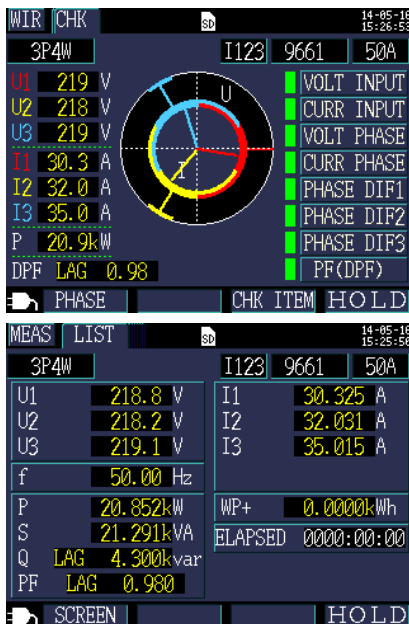 WIR CHK SD 14-05-16
15:26:53
3P4W I123 9661 50A
U1 219 V
U2 218 V
U3 219 V
I1 30.3 A
I2 32.0 A
I3 35.0 A
P 20.9kW
DPF LAG 0.98
U
I
VOLT INPUT
CURR INPUT
VOLT PHASE
CURR PHASE
PHASE DIF1
PHASE DIF2
PHASE DIF3
PF(DPF)
PHASE CHK ITEM HOLD
MEAS LIST SD 14-05-16
15:25:56
3P4W I123 9661 50A
U1 218.8 V I1 30.325 A
U2 218.2 V I2 32.031 A
U3 219.1 V I3 35.015 A
f 50.00 Hz
P 20.852kW WP+ 0.0000kWh
S 21.291kVA ELAPSED 0000:00:00
Q LAG 4.300kvar
PF LAG 0.980
SCREEN HOLD